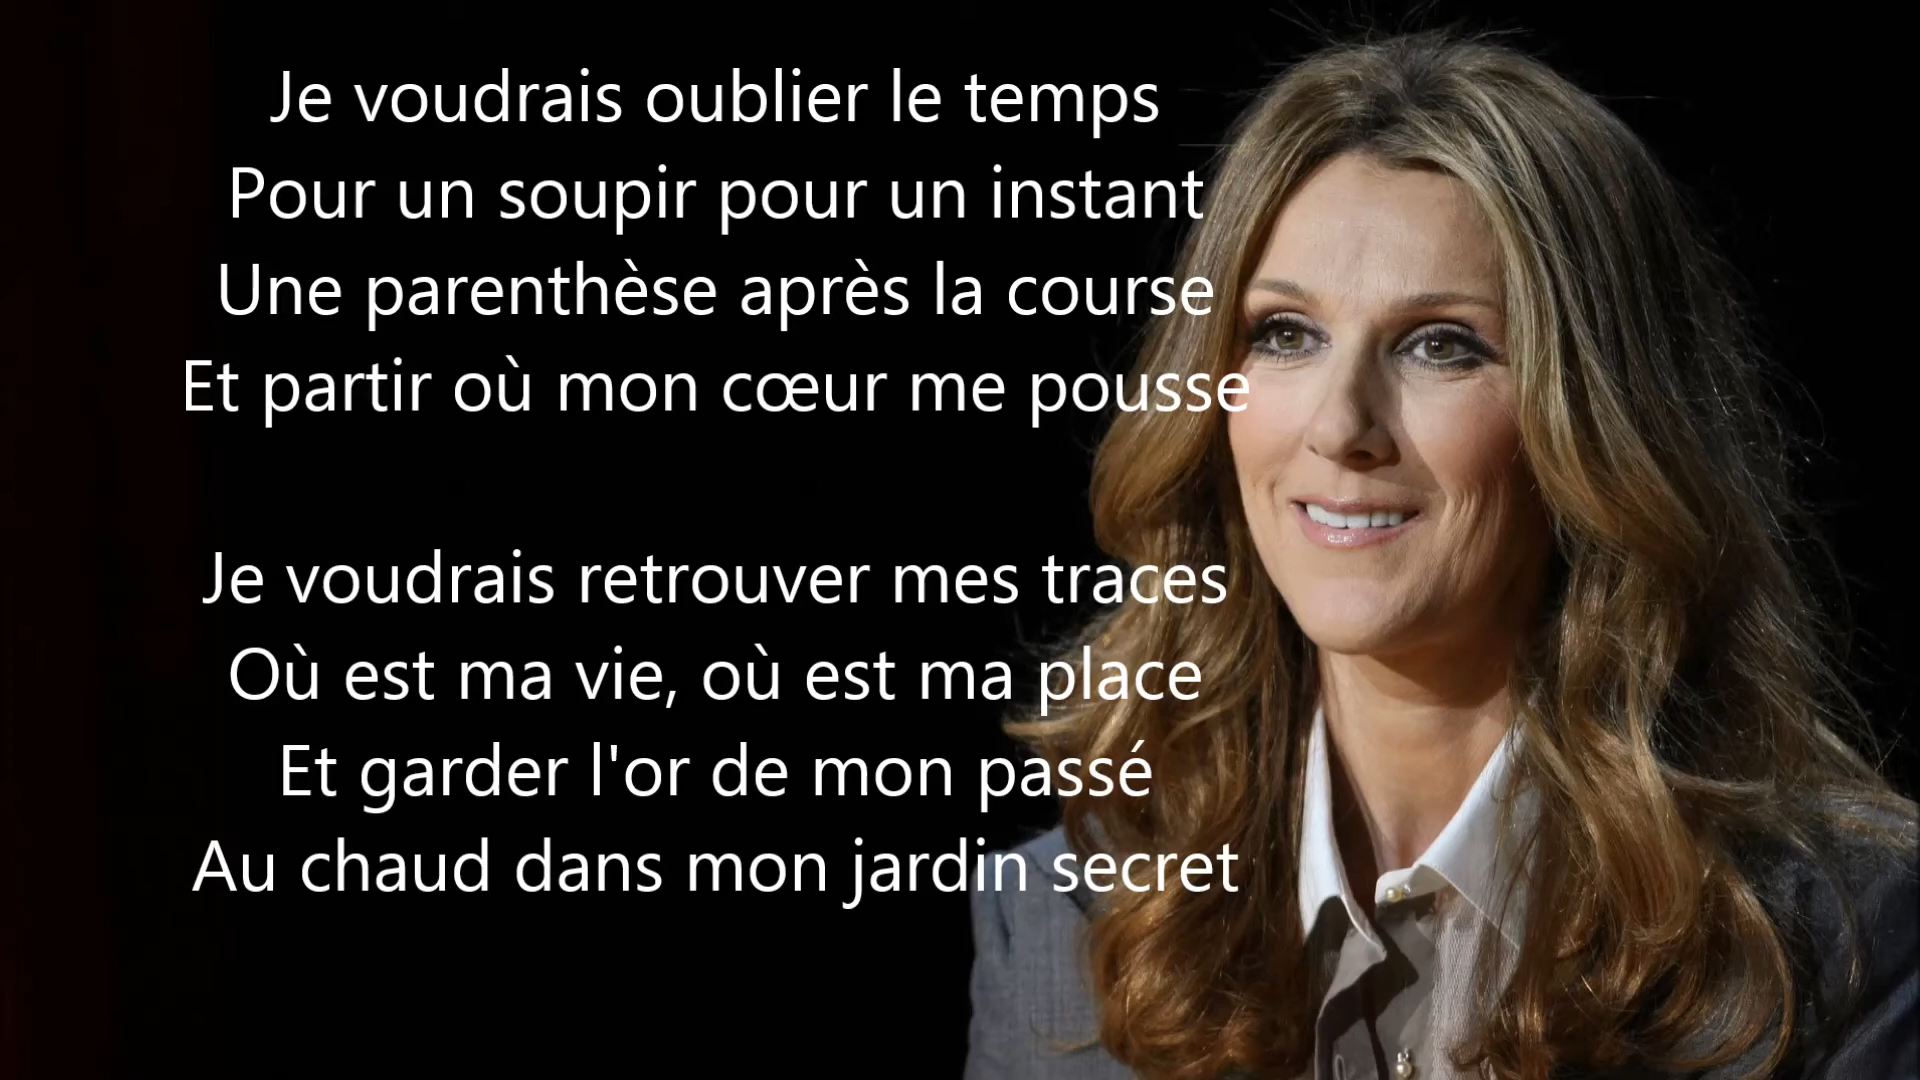 Je voudrais oublier le temps
Pour un soupir pour un instant
Une parenthèse après la course
Et partir où mon cœur me pousse
Je voudrais retrouver mes traces
Où est ma vie, où est ma place
Et garder l'or de mon passé
Au chaud dans mon jardin secret